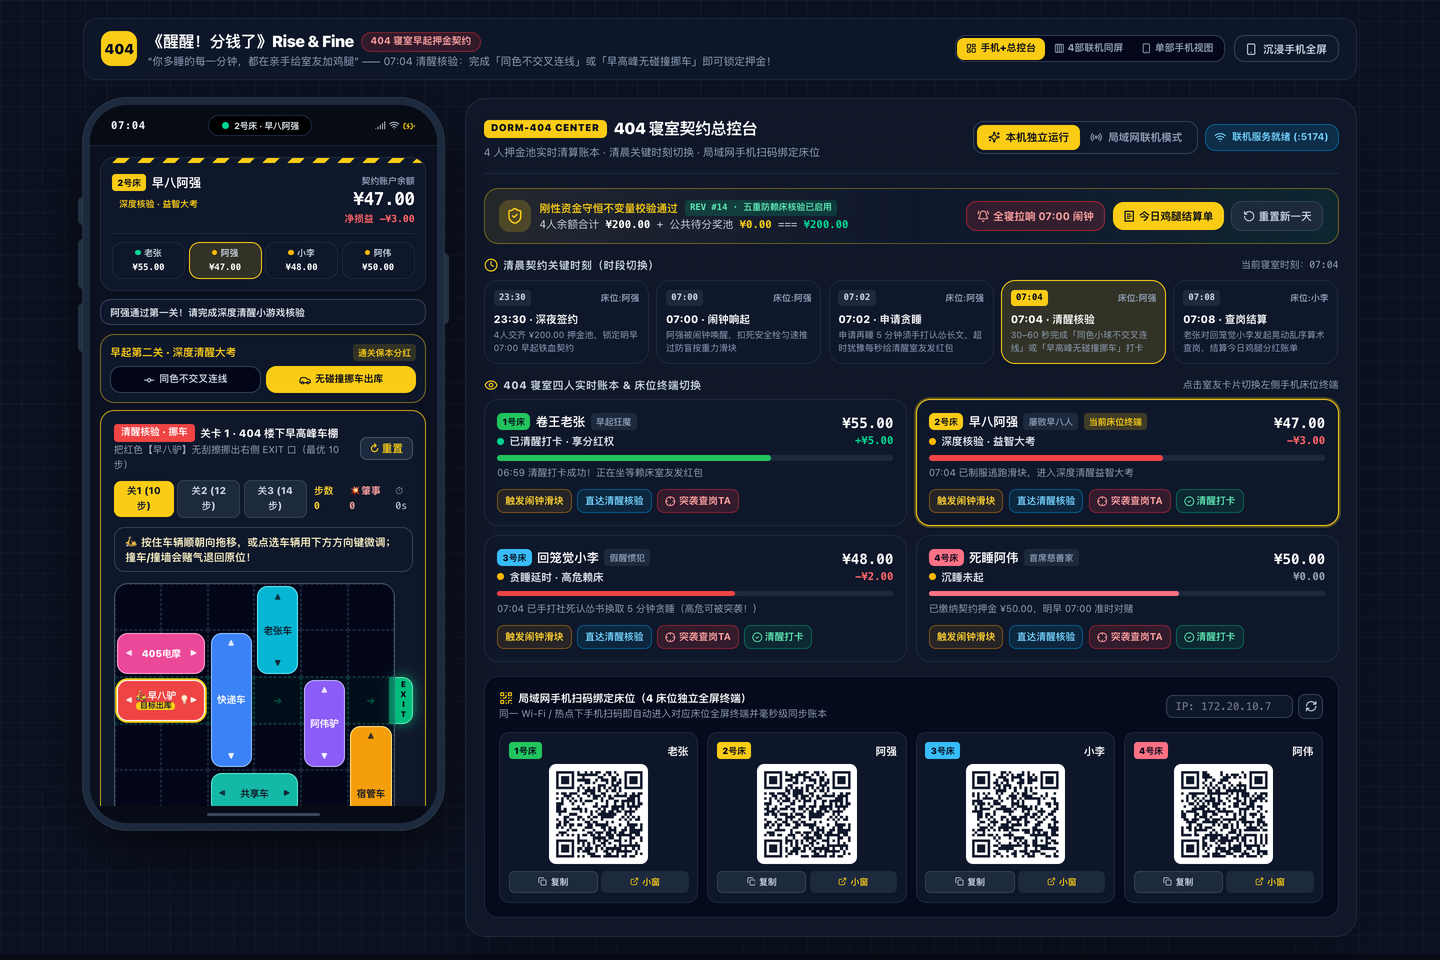 404
《醒醒！分钱了》Rise & Fine
404 寝室早起押金契约
“你多睡的每一分钟，都在亲手给室友加鸡腿” —— 07:04 清醒核验：完成「同色不交叉连线」或「早高峰无碰撞挪车」即可锁定押金！
手机+总控台
4部联机同屏
单部手机视图
沉浸手机全屏
07:04
2号床 · 早八阿强
2号床 早八阿强
深度核验 · 益智大考
契约账户余额
¥47.00
净损益 -¥3.00
老张
¥55.00
阿强
¥47.00
小李
¥48.00
阿伟
¥50.00
阿强通过第一关！请完成深度清醒小游戏核验
早起第二关 · 深度清醒大考
通关保本分红
同色不交叉连线
无碰撞挪车出库
清醒核验 · 挪车
关卡 1 · 404 楼下早高峰车棚
把红色【早八驴】无刮擦挪出右侧 EXIT 口（最优 10
步）
重置
关1 (10
步)
关2 (12
步)
关3 (14
步)
步数
0
肇事
0
0s
按住车辆顺朝向拖移，或点选车辆用下方方向键微调；
撞车/撞墙会赌气退回原位！
老张车
405电摩
快递车
早八驴
目标出库
阿伟驴
EXIT
共享车
宿管车
DORM-404 CENTER
404 寝室契约总控台
4 人押金池实时清算账本 · 清晨关键时刻切换 · 局域网手机扫码绑定床位
本机独立运行
局域网联机模式
联机服务就绪 (:5174)
刚性资金守恒不变量校验通过
REV #14 · 五重防赖床核验已启用
4人余额合计 ¥200.00 + 公共待分奖池 ¥0.00 === ¥200.00
全寝拉响 07:00 闹钟
今日鸡腿结算单
重置新一天
清晨契约关键时刻（时段切换）
当前寝室时刻: 07:04
23:30
床位:阿强
23:30 · 深夜签约
4人交齐 ¥200.00 押金池，锁定明早
07:00 早起铁血契约
07:00
床位:阿强
07:00 · 闹钟响起
阿强被闹钟唤醒，扣死安全栓匀速推
过防盲按重力滑块
07:02
床位:阿强
07:02 · 申请贪睡
申请再睡 5 分钟须手打认怂长文，超
时犹豫每秒给清醒室友发红包
07:04
床位:阿强
07:04 · 清醒核验
30–60 秒完成「同色小球不交叉连
线」或「早高峰无碰撞挪车」打卡
07:08
床位:小李
07:08 · 查岗结算
老张对回笼觉小李发起晃动乱序算术
查岗，结算今日鸡腿分红账单
404 寝室四人实时账本 & 床位终端切换
点击室友卡片切换左侧手机床位终端
1号床 卷王老张 早起狂魔
¥55.00
已清醒打卡 · 享分红权
+¥5.00
06:59 清醒打卡成功！正在坐等赖床室友发红包
触发闹钟滑块
直达清醒核验
突袭查岗TA
2号床 早八阿强 屡败早八人 当前床位终端
¥47.00
深度核验 · 益智大考
-¥3.00
07:04 已制服逃跑滑块，进入深度清醒益智大考
触发闹钟滑块
直达清醒核验
突袭查岗TA
清醒打卡
3号床 回笼觉小李 假醒惯犯
¥48.00
贪睡延时 · 高危赖床
-¥2.00
07:04 已手打社死认怂书换取 5 分钟贪睡（高危可被突袭！）
触发闹钟滑块
直达清醒核验
突袭查岗TA
清醒打卡
4号床 死睡阿伟 首席慈善家
¥50.00
沉睡未起
¥0.00
已缴纳契约押金 ¥50.00，明早 07:00 准时对赌
触发闹钟滑块
直达清醒核验
突袭查岗TA
清醒打卡
局域网手机扫码绑定床位（4 床位独立全屏终端）
同一 Wi-Fi / 热点下手机扫码即自动进入对应床位全屏终端并毫秒级同步账本
IP: 172.20.10.7
1号床
老张
复制
小窗
2号床
阿强
复制
小窗
3号床
小李
复制
小窗
4号床
阿伟
复制
小窗